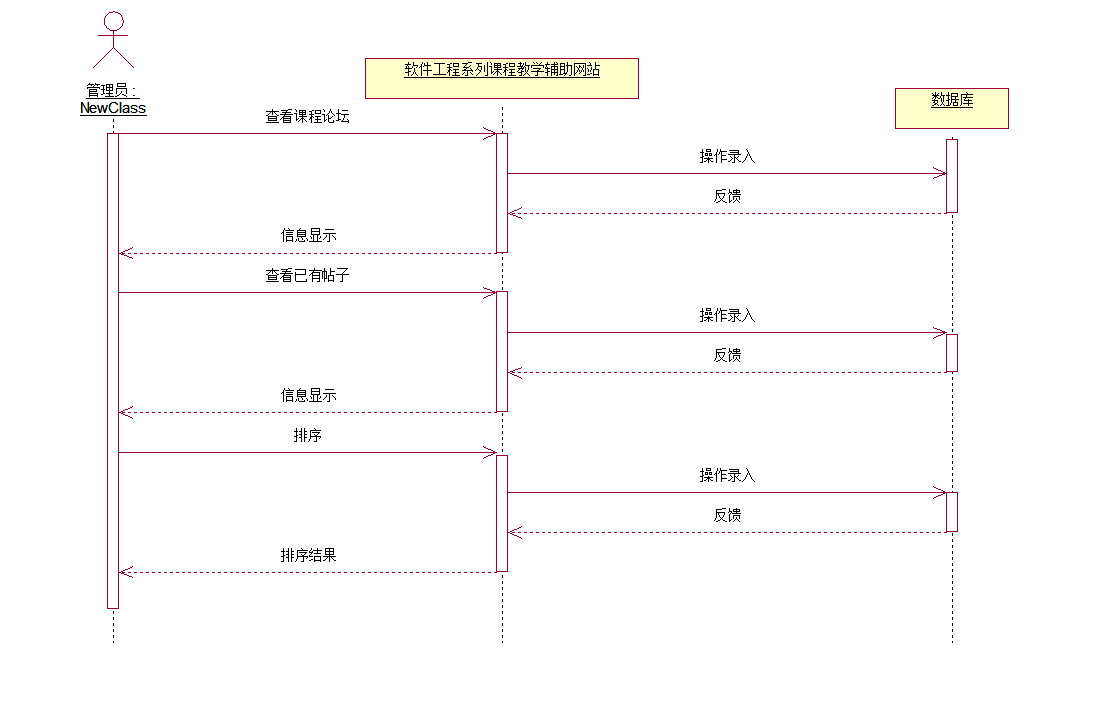 管理员 :
NewClass
软件工程系列课程教学辅助网站
数据库
查看课程论坛
操作录入
反馈
信息显示
查看已有帖子
操作录入
反馈
信息显示
排序
操作录入
反馈
排序结果